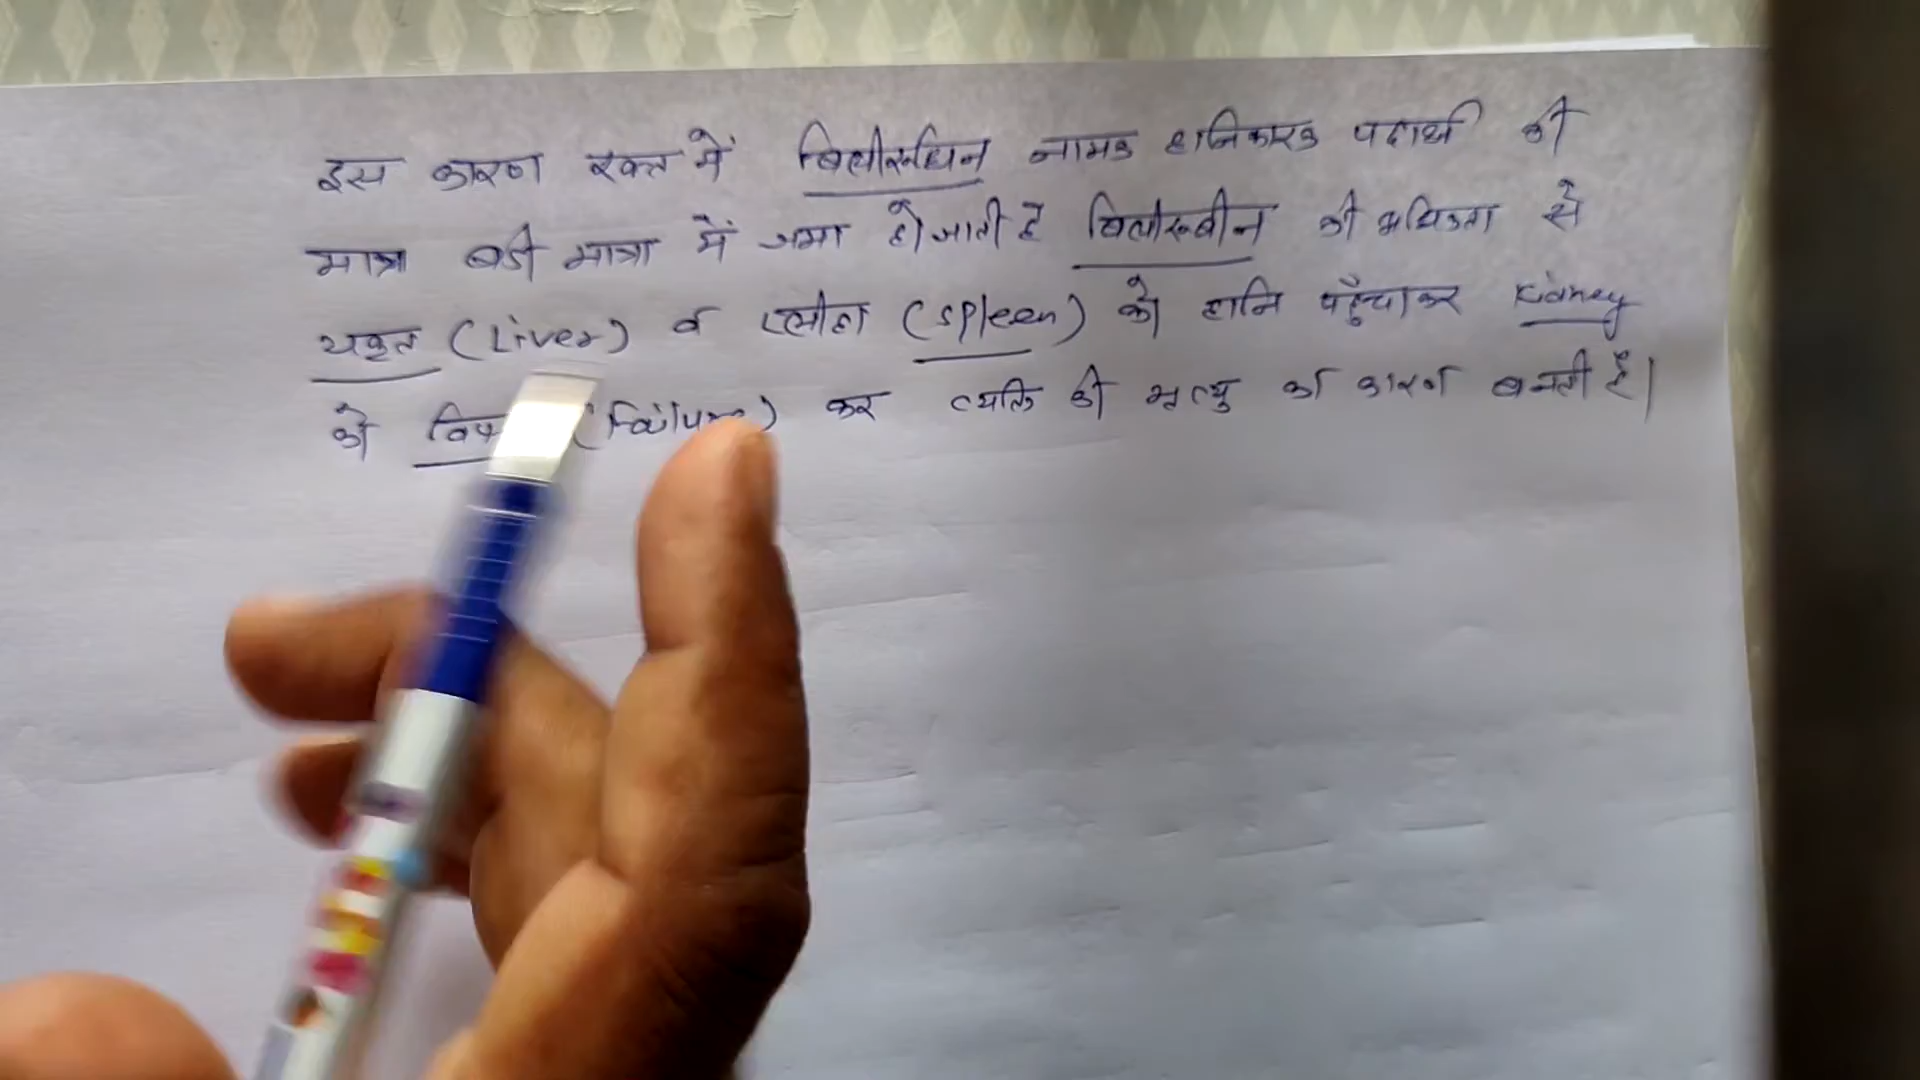 इस कारण रक्त में बिलीरूधिन नामक हानिकारक पदार्थ की
मात्रा बडी मात्रा में जमा हो जाती है बिलीरूबीन की अधिकता से
यकृत (Liver) व प्लीहा (Spleen) को हानि पहुँचाकर Kidney
को (Failure) कर व्यक्ति की मृत्यु का कारण बनती है।